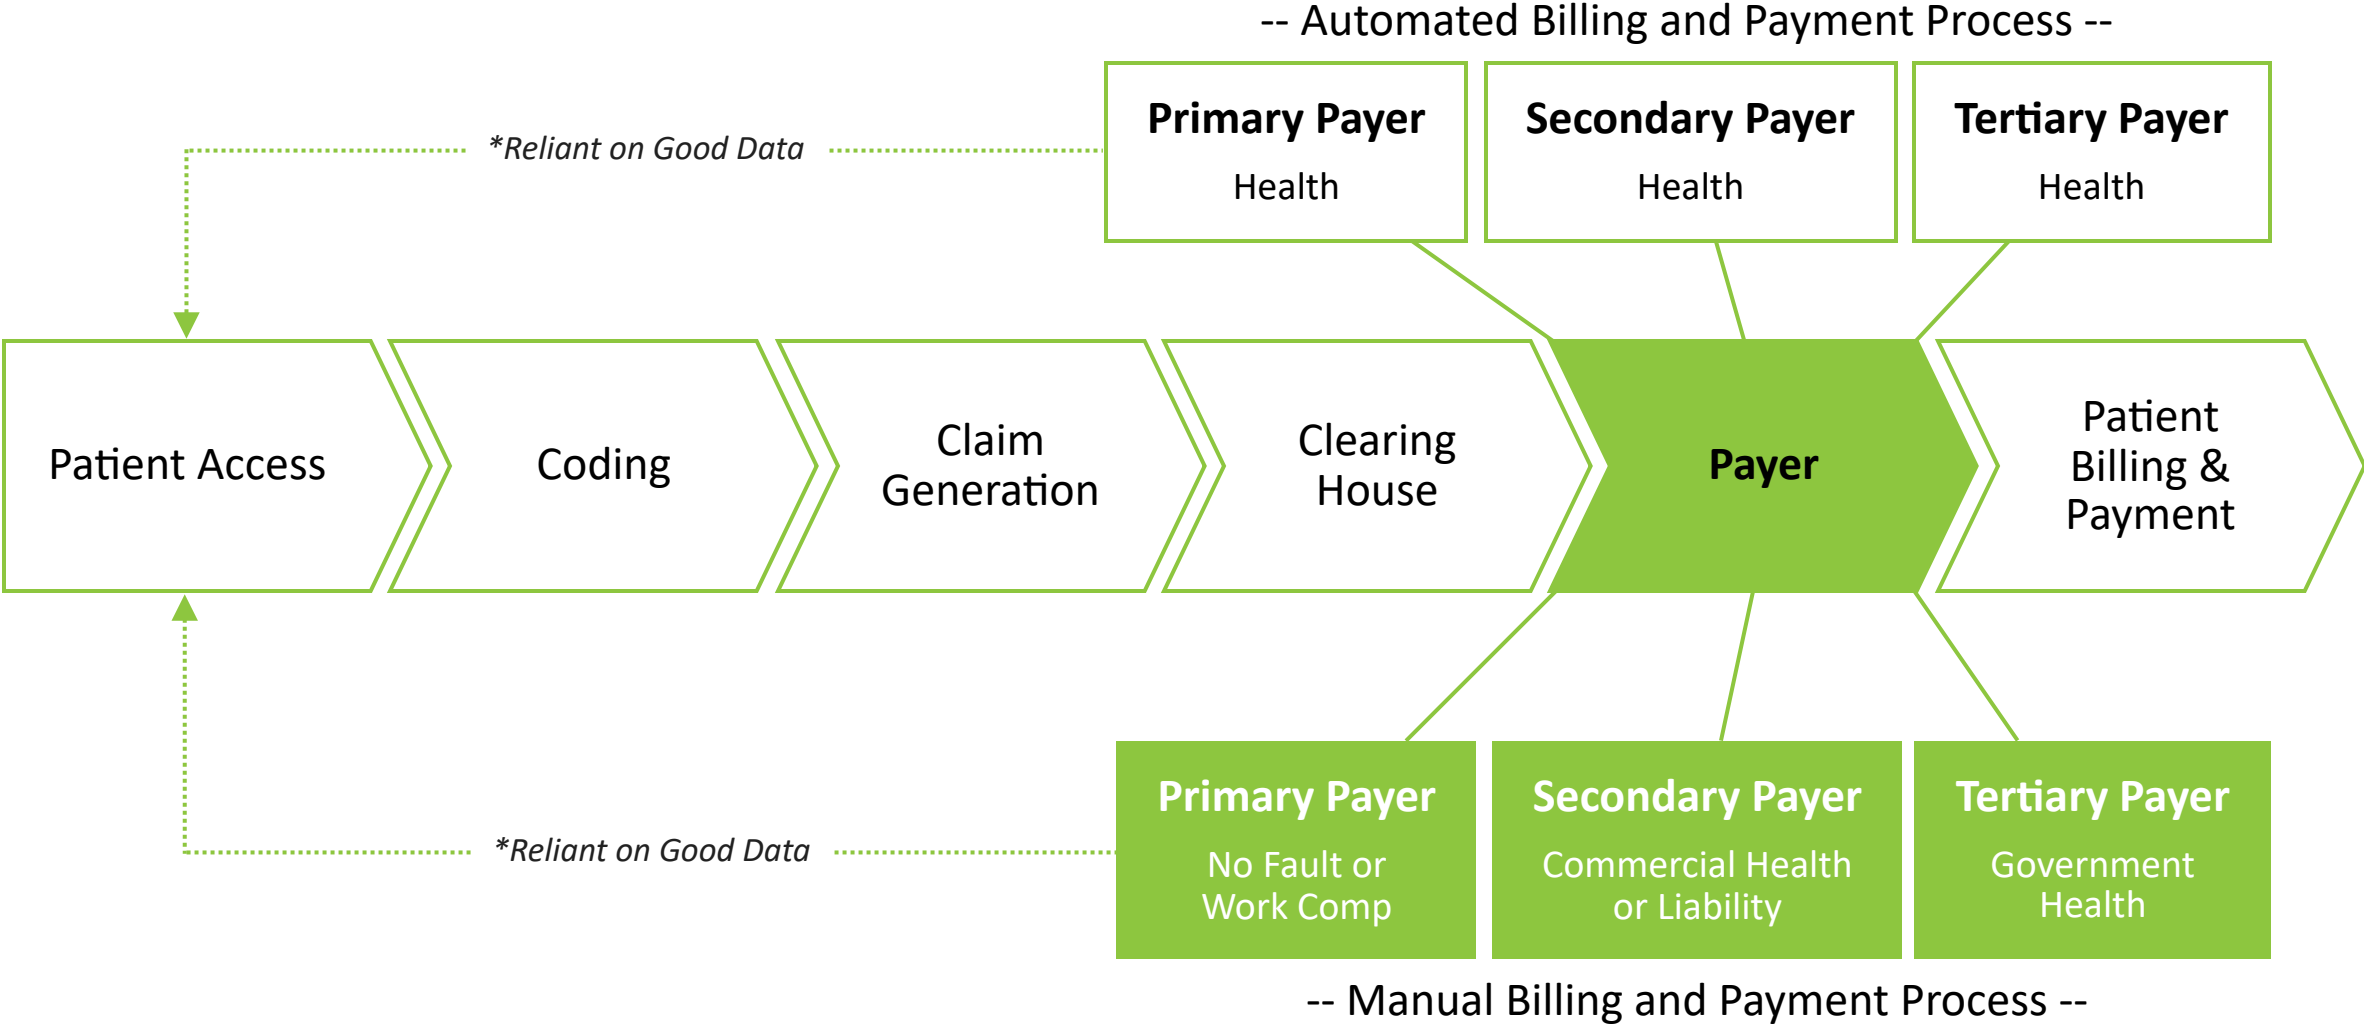 -- Automated Billing and Payment Process --
Primary Payer
Health
Secondary Payer
Health
Tertiary Payer
Health
*Reliant on Good Data
Patient Access
Coding
Claim
Generation
Clearing
House
Payer
Patient
Billing &
Payment
*Reliant on Good Data
Primary Payer
No Fault or
Work Comp
Secondary Payer
Commercial Health
or Liability
Tertiary Payer
Government
Health
-- Manual Billing and Payment Process --